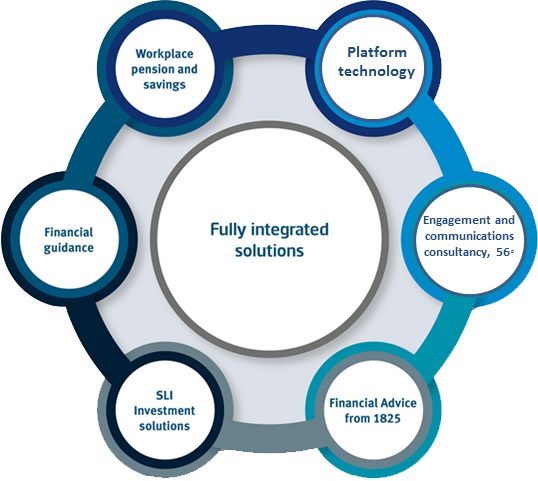 Workplace
pension and
savings
Platform
technology
Financial
guidance
Fully integrated
solutions
Engagement and
communications
consultancy, 56◦
SLI
Investment
solutions
Financial Advice
from 1825